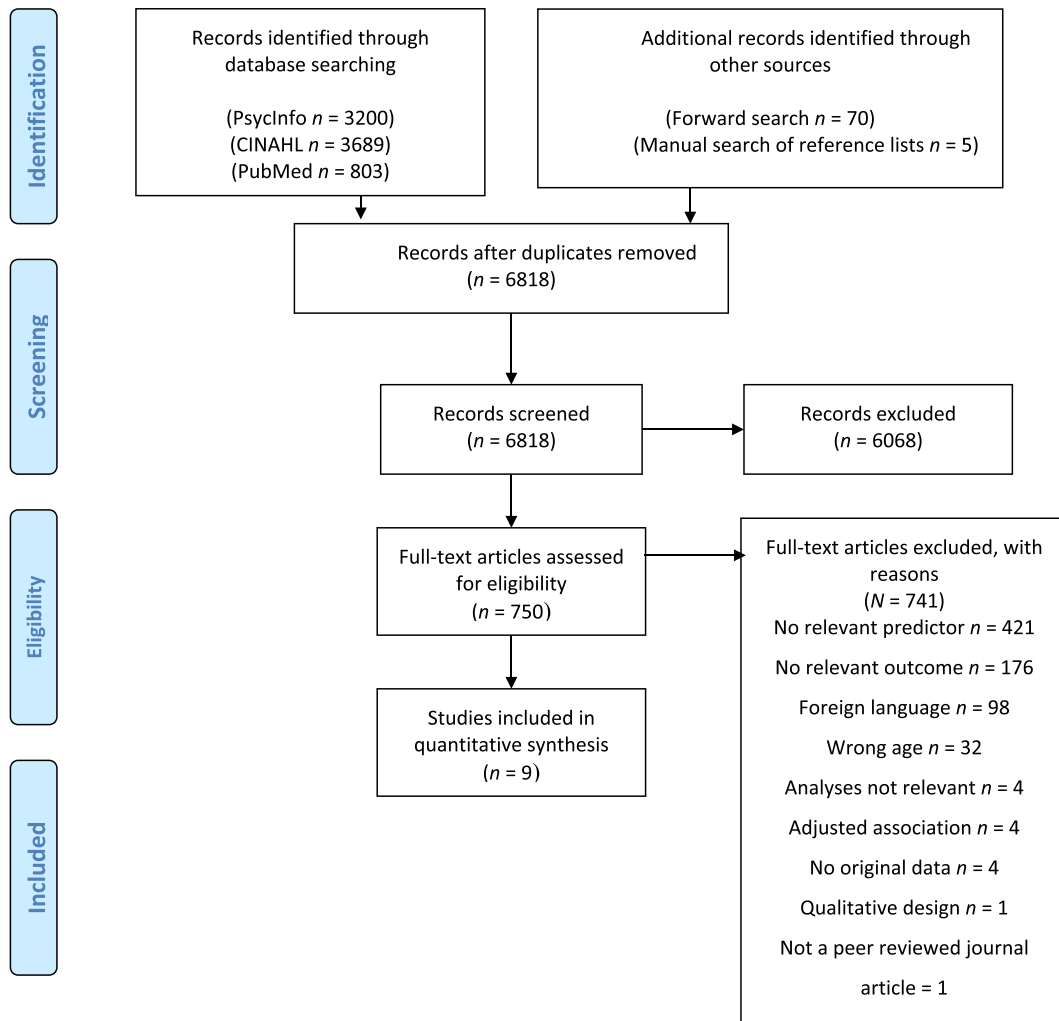 Identification
Records identified through
database searching
(PsycInfo n = 3200)
(CINAHL n = 3689)
(PubMed n = 803)
Additional records identified through
other sources
(Forward search n = 70)
(Manual search of reference lists n = 5)
Records after duplicates removed
(n = 6818)
Screening
Records screened
(n = 6818)
Records excluded
(n = 6068)
Eligibility
Full-text articles assessed
for eligibility
(n = 750)
Full-text articles excluded, with
reasons
(N = 741)
No relevant predictor n = 421
No relevant outcome n = 176
Foreign language n = 98
Wrong age n = 32
Analyses not relevant n = 4
Adjusted association n = 4
No original data n = 4
Qualitative design n = 1
Not a peer reviewed journal
article = 1
Studies included in
quantitative synthesis
(n = 9)
Included